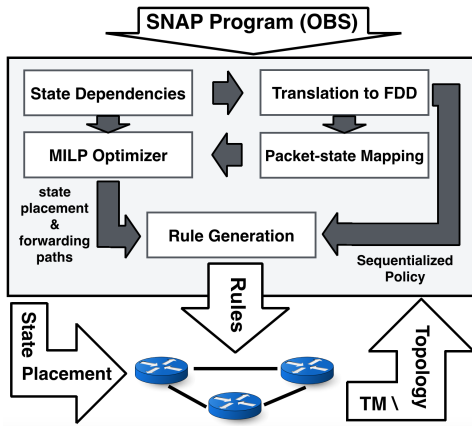 SNAP Program (OBS)
State Dependencies
Translation to FDD
MILP Optimizer
Packet-state Mapping
state
placement
&
forwarding
paths
Rule Generation
Sequentialized
Policy
Rules
State
Placement
Topology
TM \